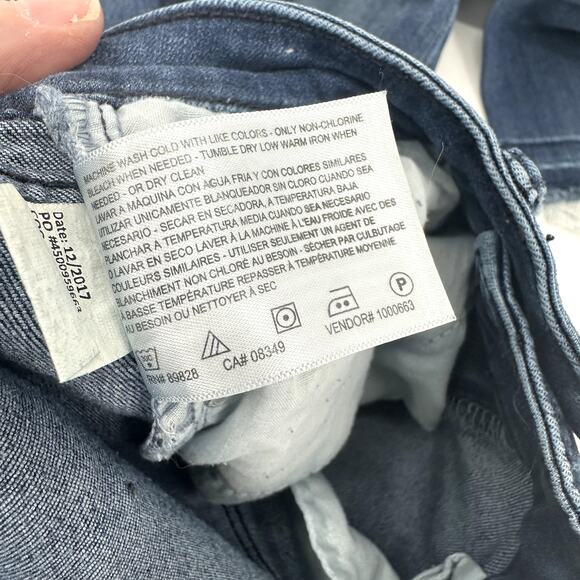 MACHINE WASH COLD WITH LIKE COLORS - ONLY NON-CHLORINE
BLEACH WHEN NEEDED - TUMBLE DRY LOW WARM IRON WHEN
NEEDED - OR DRY CLEAN
LAVAR A MÁQUINA CON AGUA FRIA Y CON COLORES SIMILARES
UTILIZAR UNICAMENTE BLANQUEADOR SIN CLORO CUANDO SEA
NECESARIO - SECAR EN SECADORA, A TEMPERATURA BAJA
PLANCHAR A TEMPERATURA MEDIA CUANDO SEA NECESARIO
O LAVAR EN SECO LAVER À LA MACHINE À L'EAU FROIDE AVEC DES
COULEURS SIMILAIRES - UTILISER SEULEMENT UN AGENT DE
BLANCHIMENT NON CHLORÉ AU BESOIN - SÉCHER PAR CULBUTAGE
À BASSE TEMPÉRATURE REPASSER À TEMPÉRATURE MOYENNE
AU BESOIN OU NETTOYER À SEC
P
RN# 89828 CA# 08349 VENDOR# 1000663
Date: 12/2017
PO #4500959663